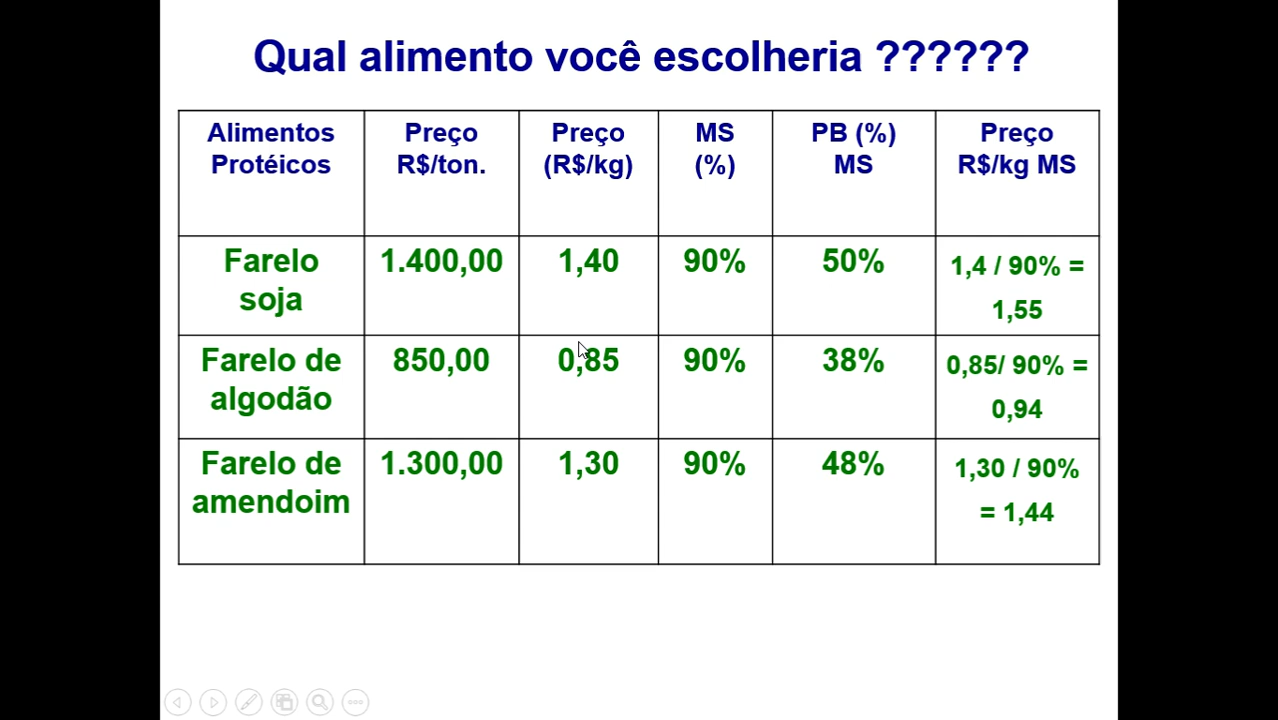 Qual alimento você escolheria ??????
Alimentos Protéicos
Preço R$/ton.
Preço (R$/kg)
MS (%)
PB (%) MS
Preço R$/kg MS
Farelo soja
1.400,00
1,40
90%
50%
1,4 / 90% = 1,55
Farelo de algodão
850,00
0,85
90%
38%
0,85/ 90% = 0,94
Farelo de amendoim
1.300,00
1,30
90%
48%
1,30 / 90% = 1,44